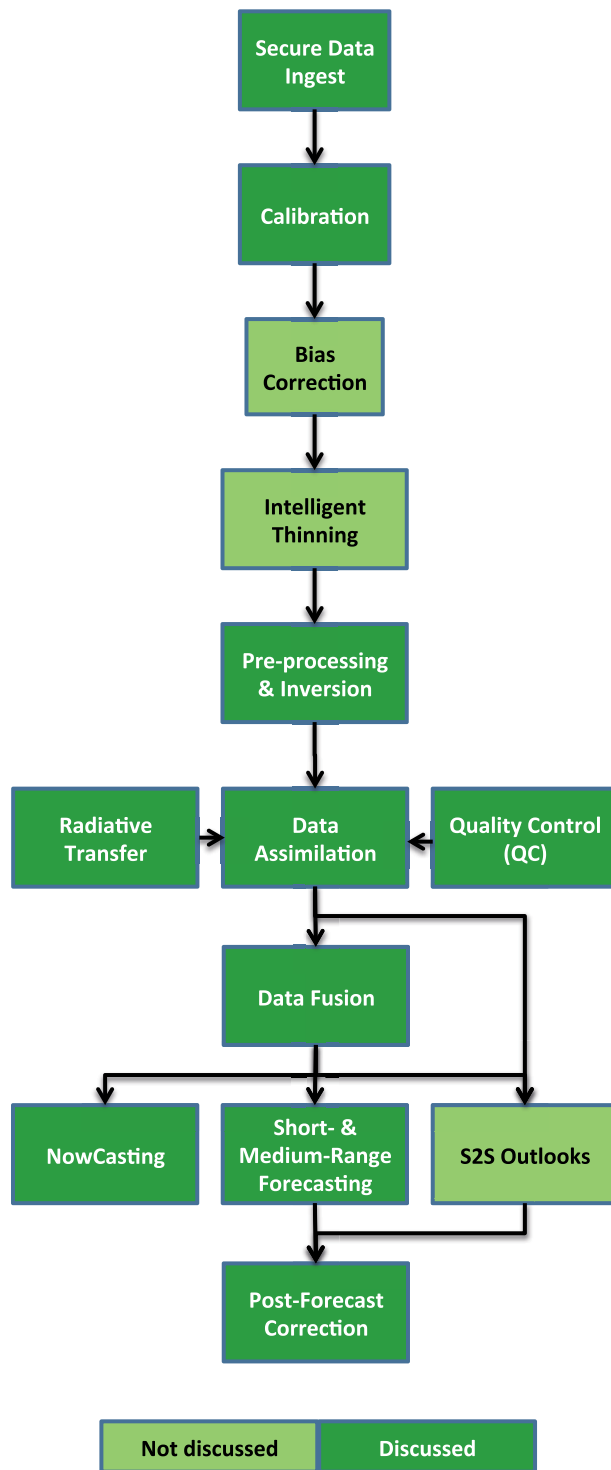 Secure Data
Ingest
Calibration
Bias
Correction
Intelligent
Thinning
Pre-processing
& Inversion
Radiative
Transfer
Data
Assimilation
Quality Control
(QC)
Data Fusion
NowCasting
Short- &
Medium-Range
Forecasting
S2S Outlooks
Post-Forecast
Correction
Not discussed
Discussed